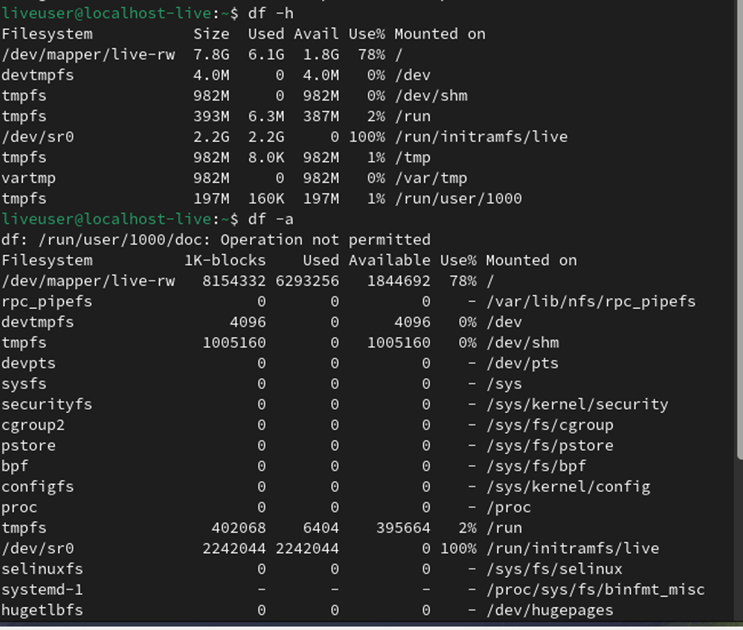 liveuser@localhost-live:~$ df -h
Filesystem           Size  Used Avail Use% Mounted on
/dev/mapper/live-rw  7.8G  6.1G  1.8G  78% /
devtmpfs             4.0M     0  4.0M   0% /dev
tmpfs                982M     0  982M   0% /dev/shm
tmpfs                393M  6.3M  387M   2% /run
/dev/sr0             2.2G  2.2G     0 100% /run/initramfs/live
tmpfs                982M  8.0K  982M   1% /tmp
vartmp               982M     0  982M   0% /var/tmp
tmpfs                197M  160K  197M   1% /run/user/1000
liveuser@localhost-live:~$ df -a
df: /run/user/1000/doc: Operation not permitted
Filesystem          1K-blocks    Used Available Use% Mounted on
/dev/mapper/live-rw   8154332 6293256   1844692  78% /
rpc_pipefs                  0       0         0    - /var/lib/nfs/rpc_pipefs
devtmpfs                 4096       0      4096   0% /dev
tmpfs                 1005160       0   1005160   0% /dev/shm
devpts                      0       0         0    - /dev/pts
sysfs                       0       0         0    - /sys
securityfs                  0       0         0    - /sys/kernel/security
cgroup2                     0       0         0    - /sys/fs/cgroup
pstore                      0       0         0    - /sys/fs/pstore
bpf                         0       0         0    - /sys/fs/bpf
configfs                    0       0         0    - /sys/kernel/config
proc                        0       0         0    - /proc
tmpfs                  402068    6404    395664   2% /run
/dev/sr0              2242044 2242044         0 100% /run/initramfs/live
selinuxfs                   0       0         0    - /sys/fs/selinux
systemd-1                   -       -         -    - /proc/sys/fs/binfmt_misc
hugetlbfs                   0       0         0    - /dev/hugepages